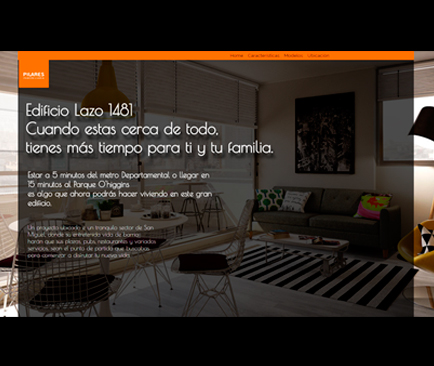 Home Características Modelos Ubicación
PILARES
Edificio Lazo 1481
Cuando estas cerca de todo,
tienes más tiempo para ti y tu familia.
Estar a 5 minutos del metro Departamental o llegar en
15 minutos al Parque O'higgins
es algo que ahora podrás hacer viviendo en este gran
edificio.
Un proyecto ubicado en un tranquilo sector de San
Miguel, donde su entretenida vida de barrio
harán que sus plazas, pubs, restaurantes y variados
servicios, sean el punto de partida que buscabas
para comenzar a disfrutar tu nueva vida.